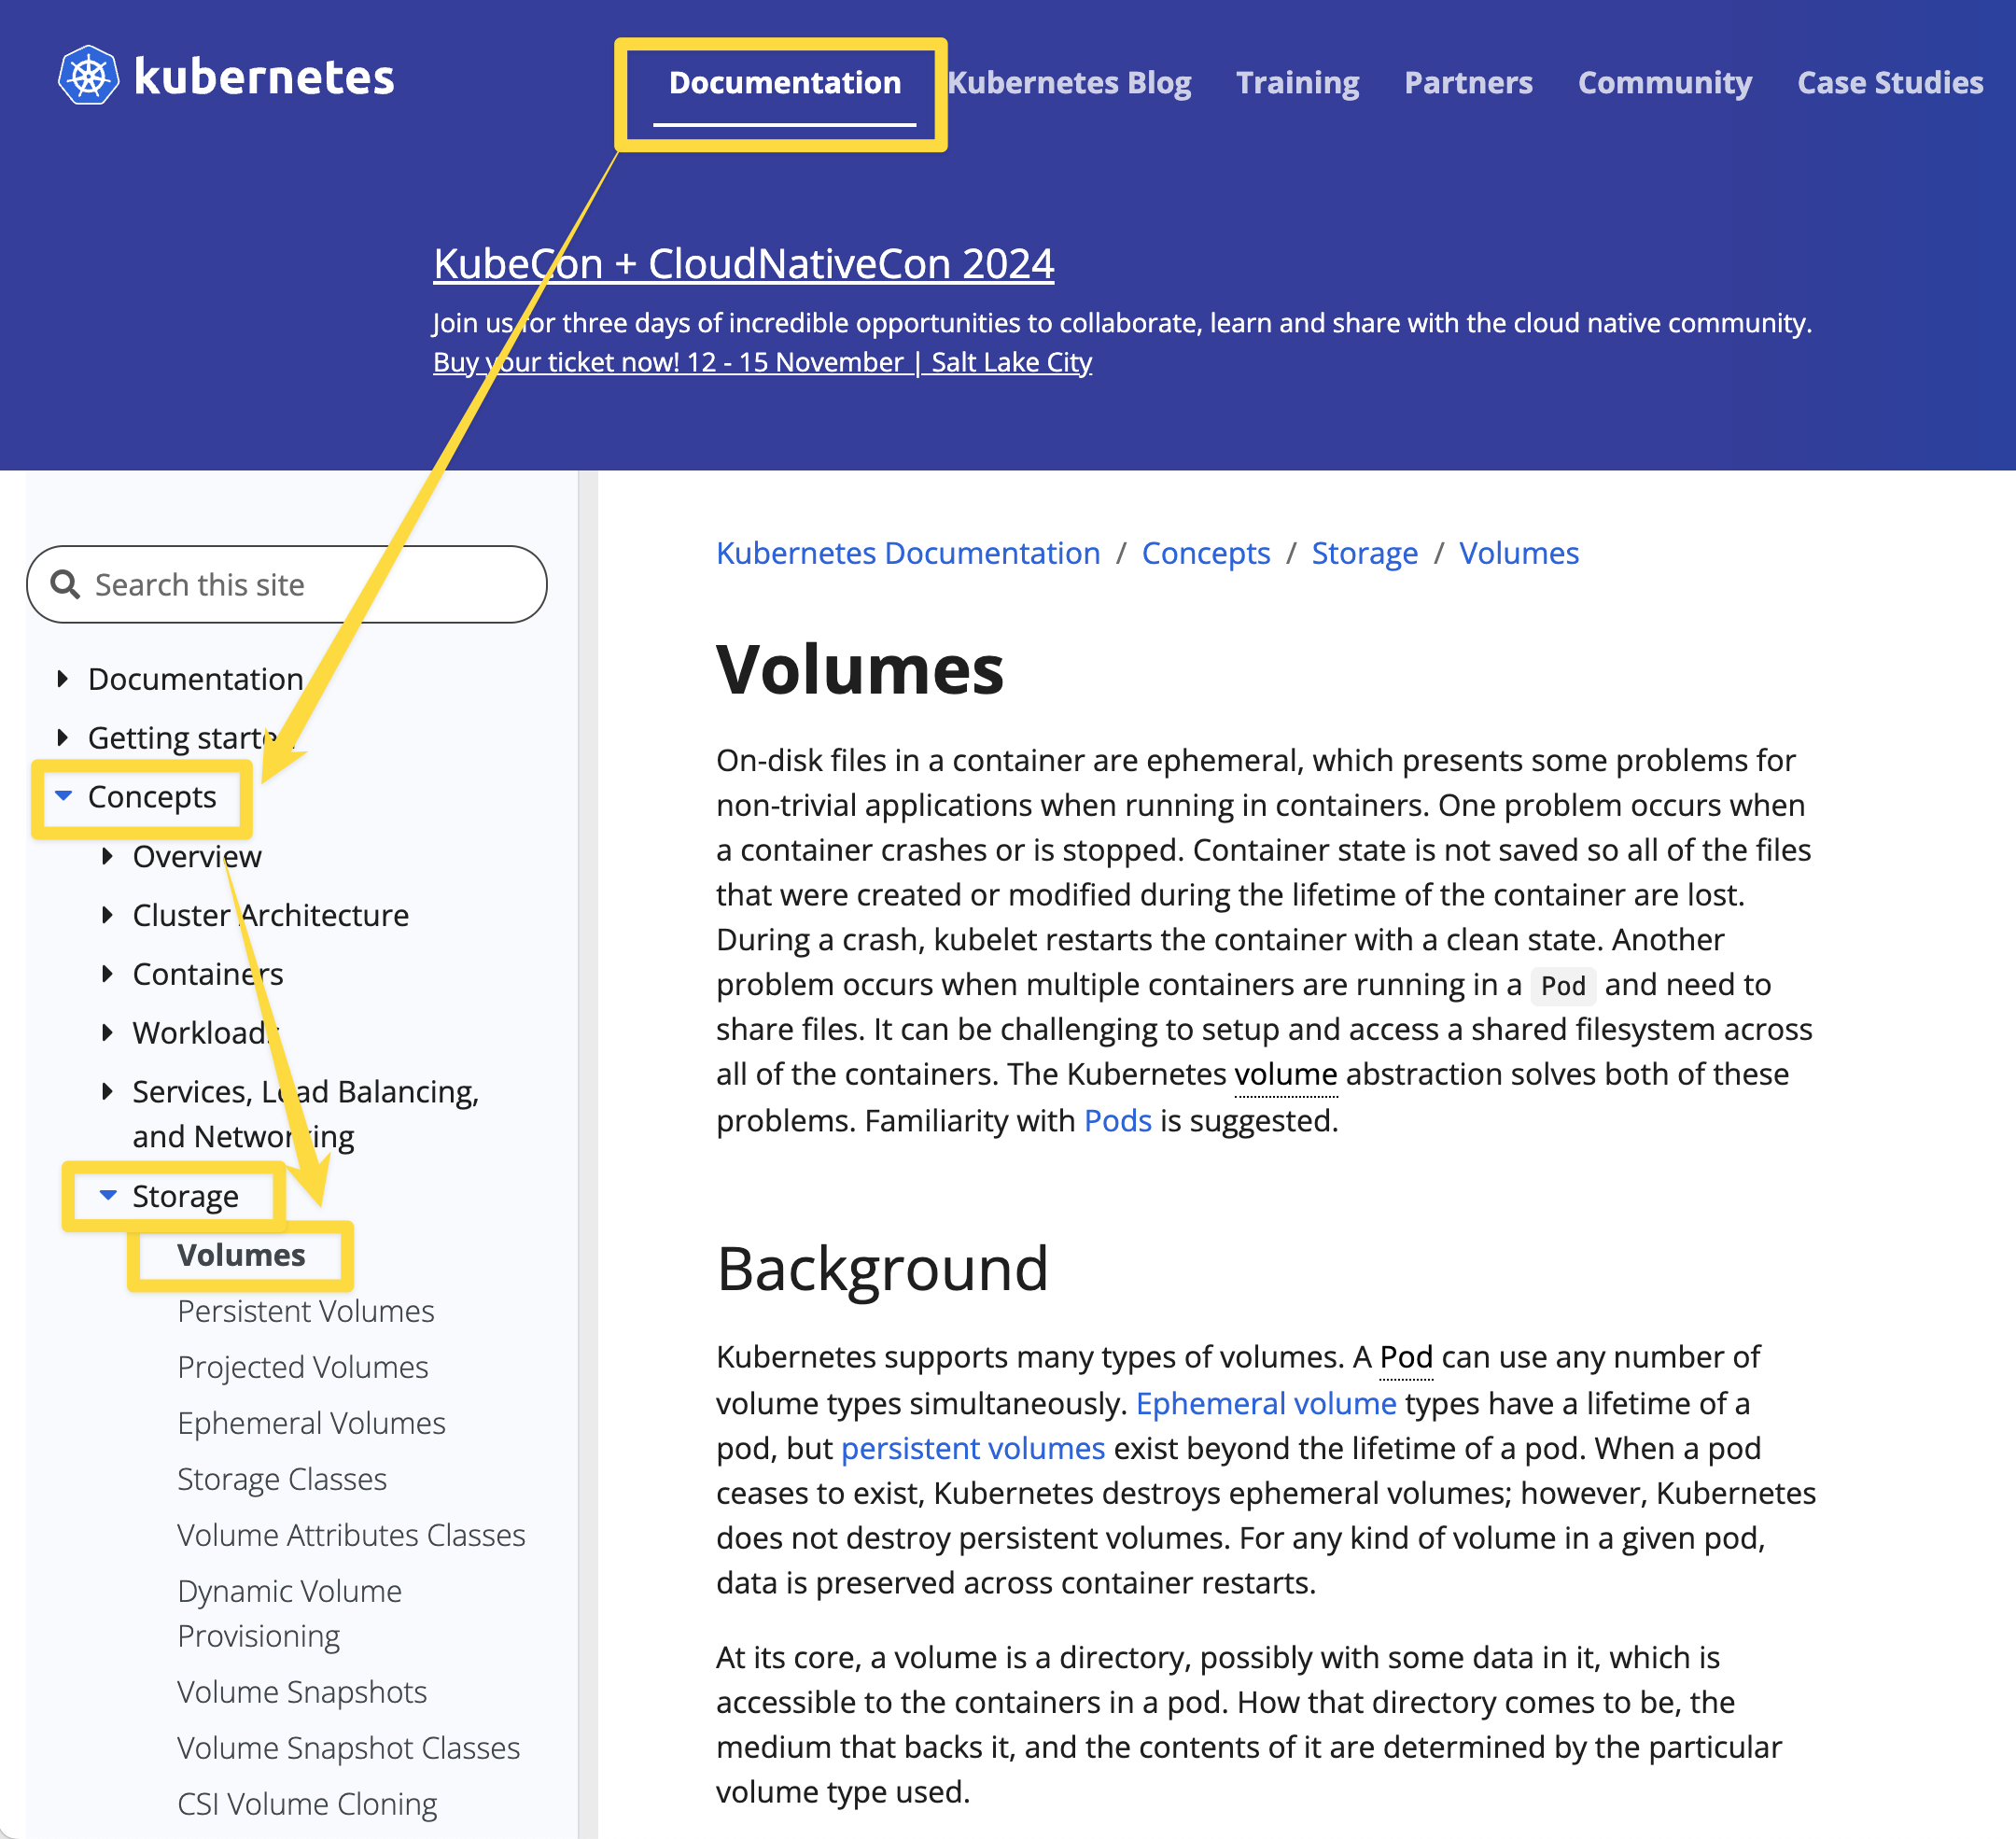 kubernetes
Documentation
Kubernetes Blog
Training
Partners
Community
Case Studies
KubeCon + CloudNativeCon 2024
Join us for three days of incredible opportunities to collaborate, learn and share with the cloud native community.
Buy your ticket now! 12 - 15 November | Salt Lake City
Search this site
Documentation
Getting started
Concepts
Overview
Cluster Architecture
Containers
Workloads
Services, Load Balancing,
and Networking
Storage
Volumes
Persistent Volumes
Projected Volumes
Ephemeral Volumes
Storage Classes
Volume Attributes Classes
Dynamic Volume
Provisioning
Volume Snapshots
Volume Snapshot Classes
CSI Volume Cloning
Kubernetes Documentation / Concepts / Storage / Volumes
Volumes
On-disk files in a container are ephemeral, which presents some problems for
non-trivial applications when running in containers. One problem occurs when
a container crashes or is stopped. Container state is not saved so all of the files
that were created or modified during the lifetime of the container are lost.
During a crash, kubelet restarts the container with a clean state. Another
problem occurs when multiple containers are running in a Pod and need to
share files. It can be challenging to setup and access a shared filesystem across
all of the containers. The Kubernetes volume abstraction solves both of these
problems. Familiarity with Pods is suggested.
Background
Kubernetes supports many types of volumes. A Pod can use any number of
volume types simultaneously. Ephemeral volume types have a lifetime of a
pod, but persistent volumes exist beyond the lifetime of a pod. When a pod
ceases to exist, Kubernetes destroys ephemeral volumes; however, Kubernetes
does not destroy persistent volumes. For any kind of volume in a given pod,
data is preserved across container restarts.
At its core, a volume is a directory, possibly with some data in it, which is
accessible to the containers in a pod. How that directory comes to be, the
medium that backs it, and the contents of it are determined by the particular
volume type used.